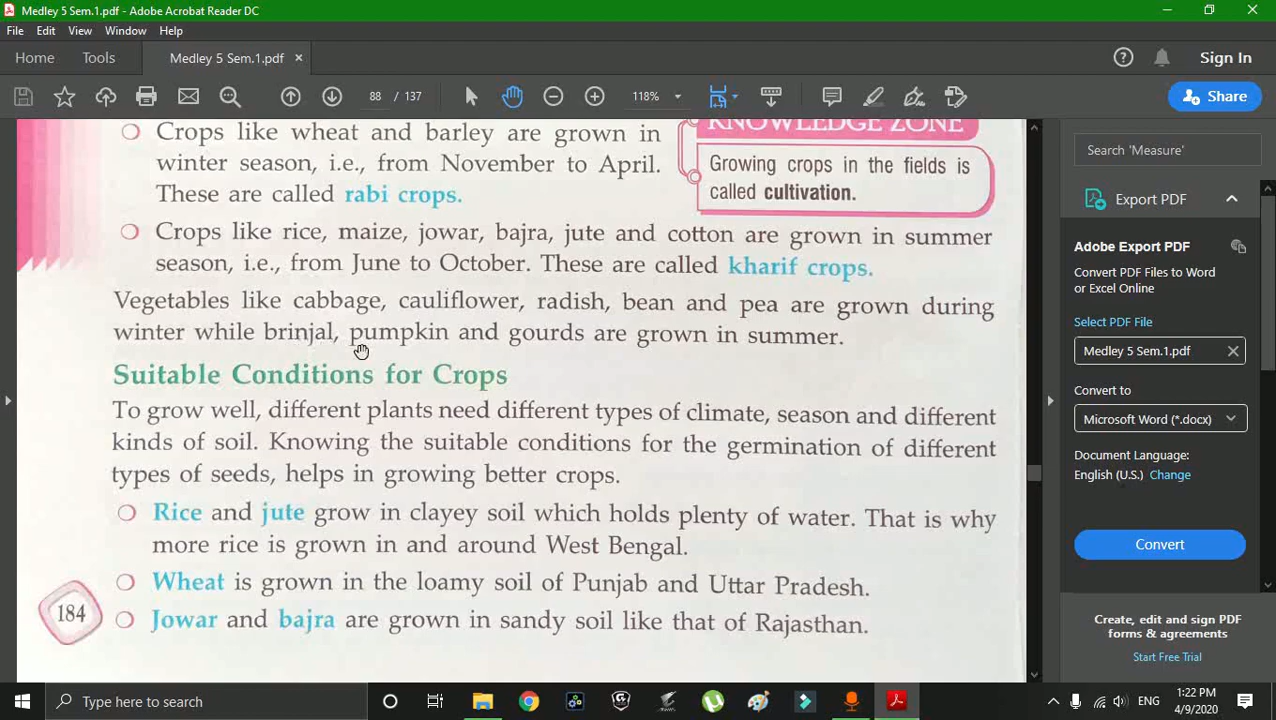 Medley 5 Sem.1.pdf - Adobe Acrobat Reader DC
File Edit View Window Help
Home Tools Medley 5 Sem.1.pdf × Sign In
88 / 137 118% Share
Crops like wheat and barley are grown in
winter season, i.e., from November to April.
These are called rabi crops.
KNOWLEDGE ZONE
Growing crops in the fields is
called cultivation.
Crops like rice, maize, jowar, bajra, jute and cotton are grown in summer
season, i.e., from June to October. These are called kharif crops.
Vegetables like cabbage, cauliflower, radish, bean and pea are grown during
winter while brinjal, pumpkin and gourds are grown in summer.
Suitable Conditions for Crops
To grow well, different plants need different types of climate, season and different
kinds of soil. Knowing the suitable conditions for the germination of different
types of seeds, helps in growing better crops.
Rice and jute grow in clayey soil which holds plenty of water. That is why
more rice is grown in and around West Bengal.
Wheat is grown in the loamy soil of Punjab and Uttar Pradesh.
184
Jowar and bajra are grown in sandy soil like that of Rajasthan.
Search 'Measure'
Export PDF
Adobe Export PDF
Convert PDF Files to Word
or Excel Online
Select PDF File
Medley 5 Sem.1.pdf
Convert to
Microsoft Word (*.docx)
Document Language:
English (U.S.) Change
Convert
Create, edit and sign PDF
forms & agreements
Start Free Trial
Type here to search
ENG
1:22 PM
4/9/2020